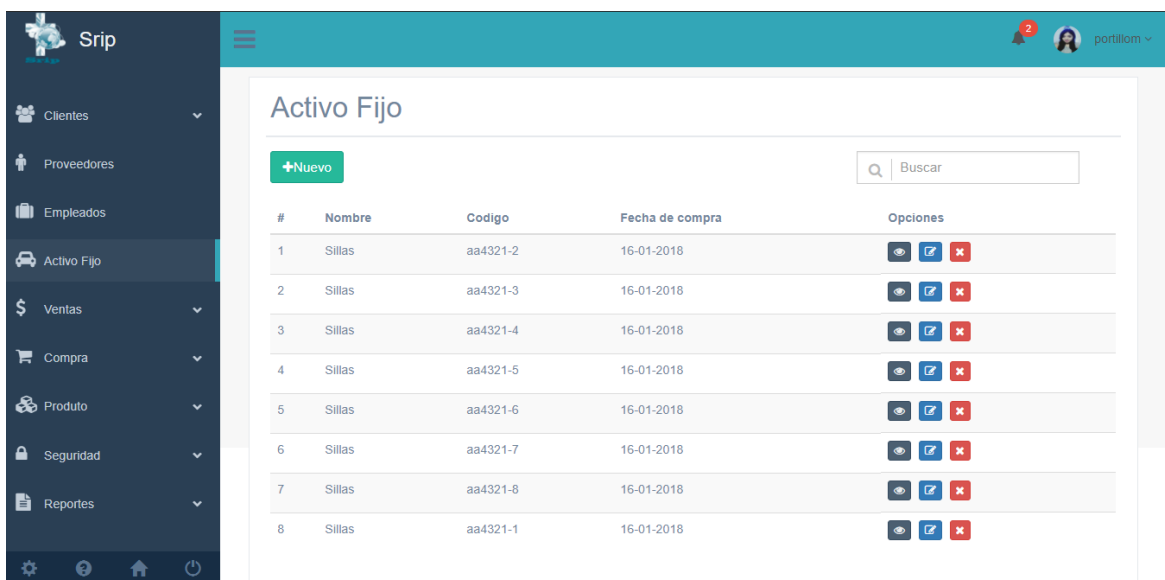 Srip
2
portillom
Clientes
Proveedores
Empleados
Activo Fijo
Ventas
Compra
Produto
Seguridad
Reportes
Activo Fijo
+Nuevo
Buscar
# Nombre Codigo Fecha de compra Opciones
1 Sillas aa4321-2 16-01-2018
2 Sillas aa4321-3 16-01-2018
3 Sillas aa4321-4 16-01-2018
4 Sillas aa4321-5 16-01-2018
5 Sillas aa4321-6 16-01-2018
6 Sillas aa4321-7 16-01-2018
7 Sillas aa4321-8 16-01-2018
8 Sillas aa4321-1 16-01-2018